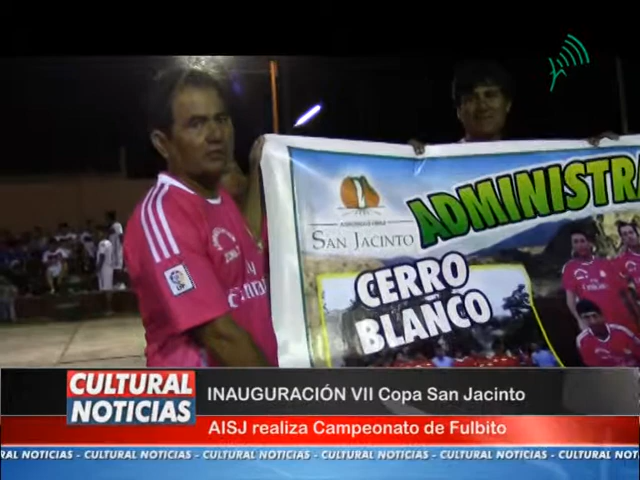 ADMINISTRA
SAN JACINTO
CERRO
BLANCO
CULTURAL
NOTICIAS
INAUGURACIÓN VII Copa San Jacinto
AISJ realiza Campeonato de Fulbito
RAL NOTICIAS - CULTURAL NOTICIAS - CULTURAL NOTICIAS - CULTURAL NOTICIAS - CULTURAL NOTICIAS - CULTURAL NOTICIAS